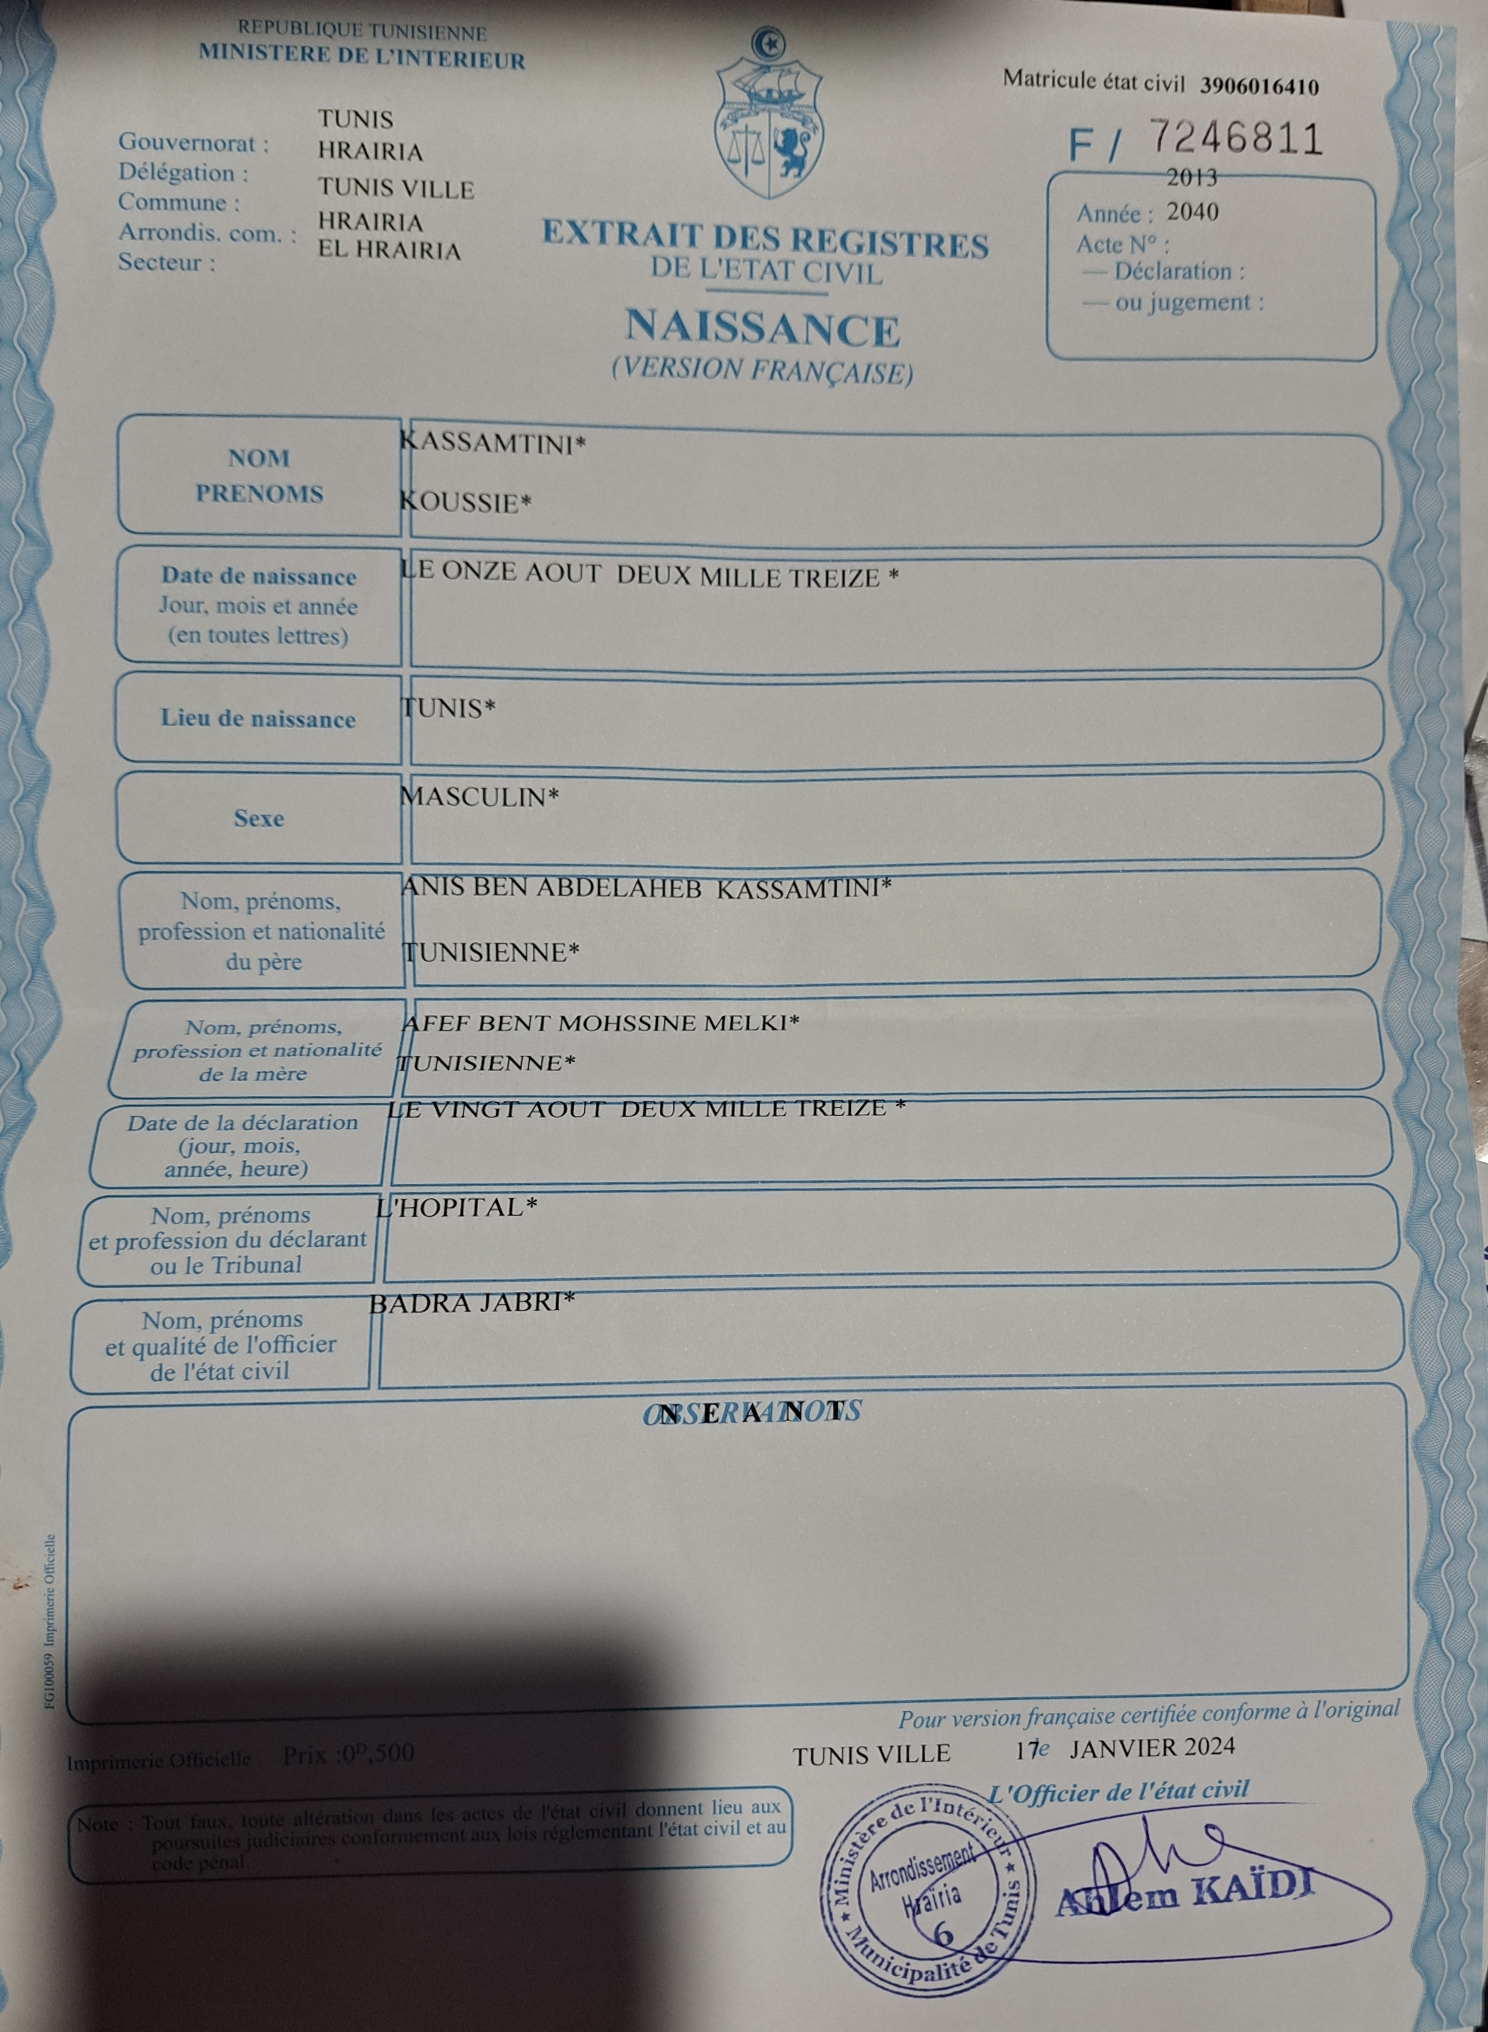 REPUBLIQUE TUNISIENNE
MINISTERE DE L'INTERIEUR
Matricule état civil 3906016410
F / 7246811
Gouvernorat : TUNIS
Délégation : HRAIRIA
Commune : TUNIS VILLE
Arrondis. com. : HRAIRIA
Secteur : EL HRAIRIA
2013
Année : 2040
Acte N° :
— Déclaration :
— ou jugement :
EXTRAIT DES REGISTRES
DE L'ETAT CIVIL
NAISSANCE
(VERSION FRANÇAISE)
NOM
PRENOMS
KASSAMTINI*
KOUSSIE*
Date de naissance
Jour, mois et année
(en toutes lettres)
LE ONZE AOUT DEUX MILLE TREIZE *
Lieu de naissance
TUNIS*
Sexe
MASCULIN*
Nom, prénoms,
profession et nationalité
du père
ANIS BEN ABDELAHEB KASSAMTINI*
TUNISIENNE*
Nom, prénoms,
profession et nationalité
de la mère
AFEF BENT MOHSSINE MELKI*
TUNISIENNE*
Date de la déclaration
(jour, mois,
année, heure)
LE VINGT AOUT DEUX MILLE TREIZE *
Nom, prénoms
et profession du déclarant
ou le Tribunal
L'HOPITAL*
Nom, prénoms
et qualité de l'officier
de l'état civil
BADRA JABRI*
OBSERVATIONS
N E A N T
FG100059 Imprimerie Officielle
Pour version française certifiée conforme à l'original
Imprimerie Officielle Prix :0ᴰ,500
TUNIS VILLE 17e JANVIER 2024
L'Officier de l'état civil
Note : Tout faux, toute altération dans les actes de l'état civil donnent lieu aux
poursuites judiciaires conformement aux lois réglementant l'état civil et au
code pénal.
★ Ministère de l'Intérieur ★
Municipalité de Tunis
Arrondissement
Hraïria
6
Ahlem KAÏDI